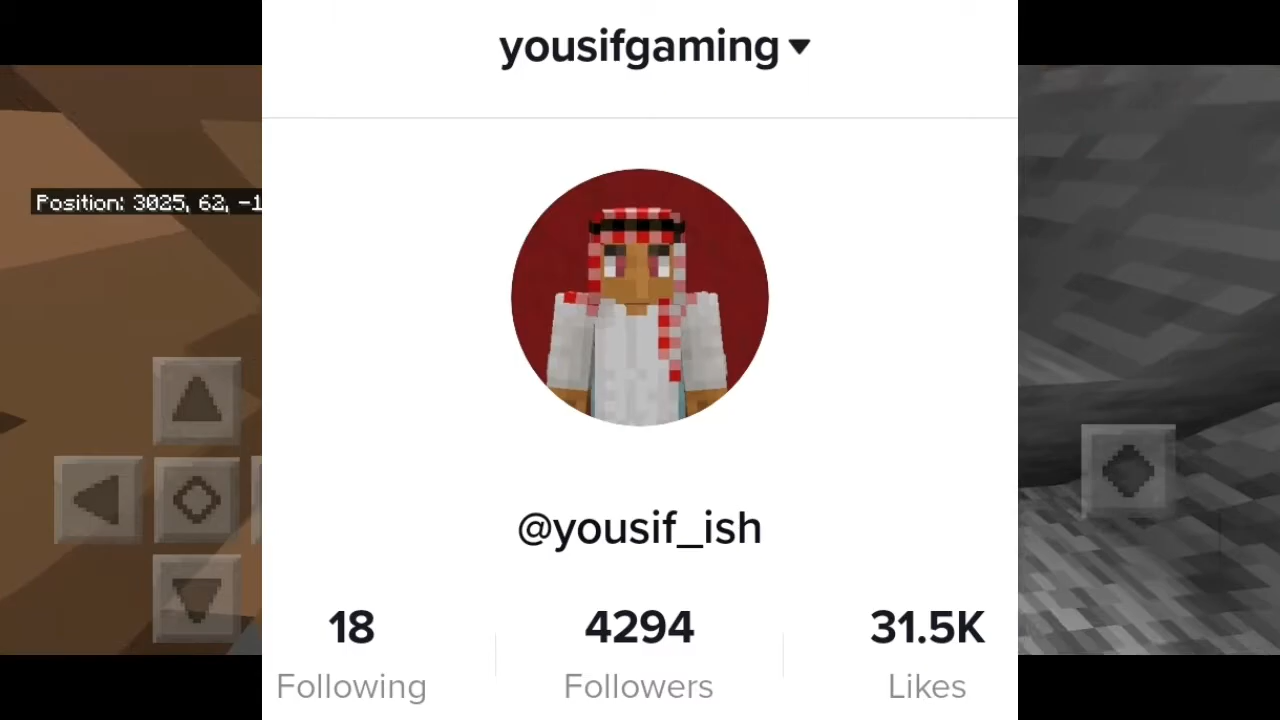 yousifgaming
Position: 3025, 62, -1
@yousif_ish
18 4294 31.5K
Following Followers Likes